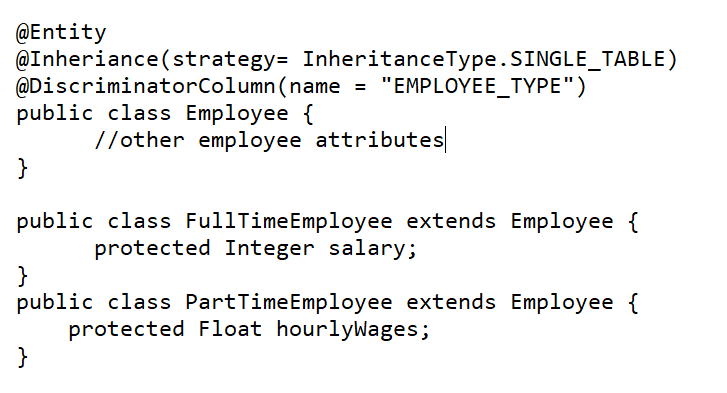 @Entity
@Inheriance(strategy= InheritanceType.SINGLE_TABLE)
@DiscriminatorColumn(name = "EMPLOYEE_TYPE")
public class Employee {
      //other employee attributes
}

public class FullTimeEmployee extends Employee {
      protected Integer salary;
}
public class PartTimeEmployee extends Employee {
    protected Float hourlyWages;
}